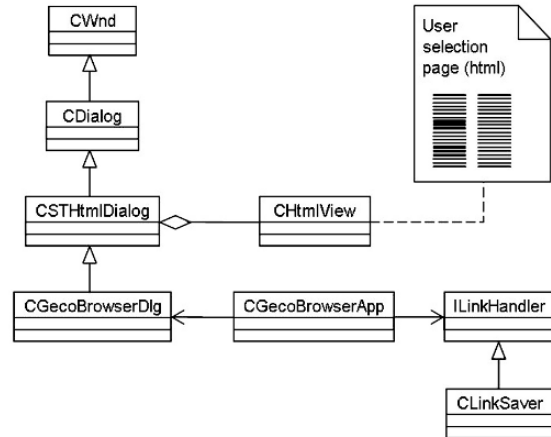 CWnd
User
selection
page (html)
CDialog
CSTHtmlDialog
CHtmlView
CGecoBrowserDlg
CGecoBrowserApp
ILinkHandler
CLinkSaver